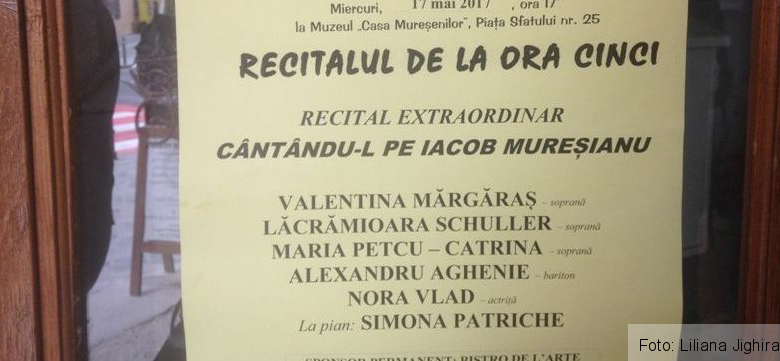 Miercuri, 17 mai 2017, ora 17
la Muzeul „Casa Mureșenilor", Piața Sfatului nr. 25
RECITALUL DE LA ORA CINCI
RECITAL EXTRAORDINAR
CÂNTÂNDU-L PE IACOB MUREȘIANU
VALENTINA MĂRGĂRAȘ – soprană
LĂCRĂMIOARA SCHULLER – soprană
MARIA PETCU – CATRINA – soprană
ALEXANDRU AGHENIE – bariton
NORA VLAD – actriță
La pian: SIMONA PATRICHE
SPONSOR PERMANENT: BISTRO DE L'ARTE
Foto: Liliana Jighira